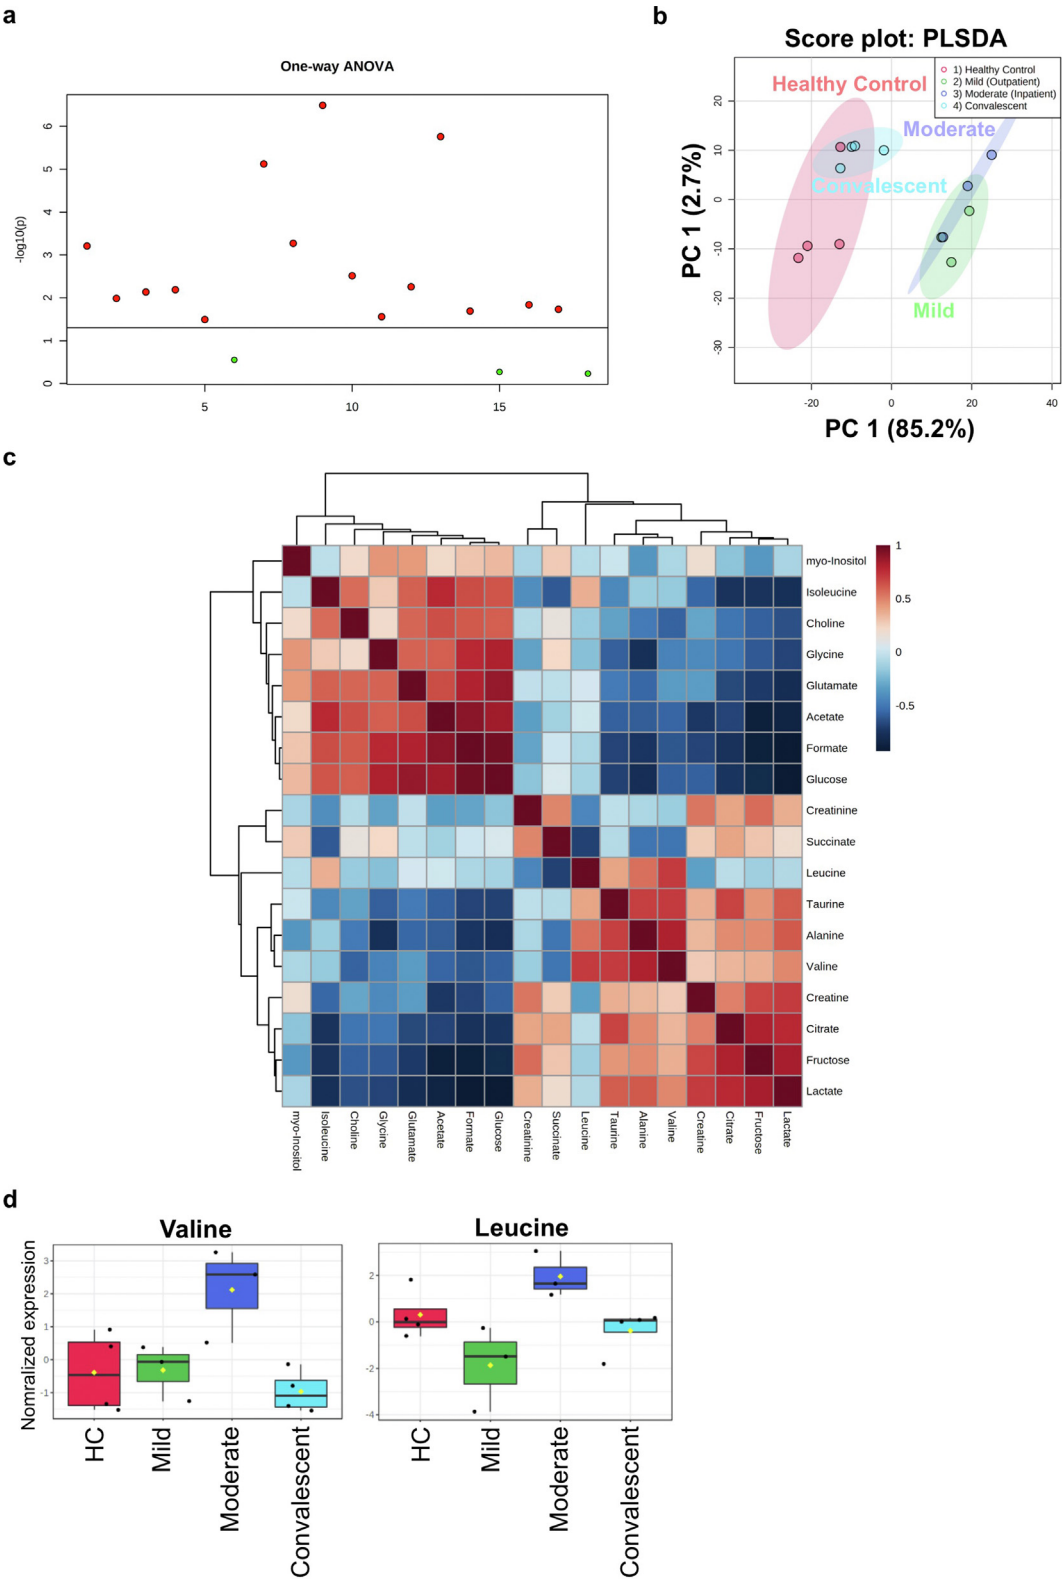 a
One-way ANOVA
-log10(p)
6
5
4
3
2
1
0
5
10
15
b
Score plot: PLSDA
1) Healthy Control
2) Mild (Outpatient)
3) Moderate (Inpatient)
4) Convalescent
Healthy Control
Moderate
Convalescent
Mild
PC 1 (2.7%)
20
10
0
-10
-20
-30
-20
0
20
40
PC 1 (85.2%)
c
myo-Inositol
Isoleucine
Choline
Glycine
Glutamate
Acetate
Formate
Glucose
Creatinine
Succinate
Leucine
Taurine
Alanine
Valine
Creatine
Citrate
Fructose
Lactate
1
0.5
0
-0.5
myo-Inositol
Isoleucine
Choline
Glycine
Glutamate
Acetate
Formate
Glucose
Creatinine
Succinate
Leucine
Taurine
Alanine
Valine
Creatine
Citrate
Fructose
Lactate
d
Valine
Nomralized expression
3
2
1
0
-1
HC
Mild
Moderate
Convalescent
Leucine
2
0
-2
-4
HC
Mild
Moderate
Convalescent